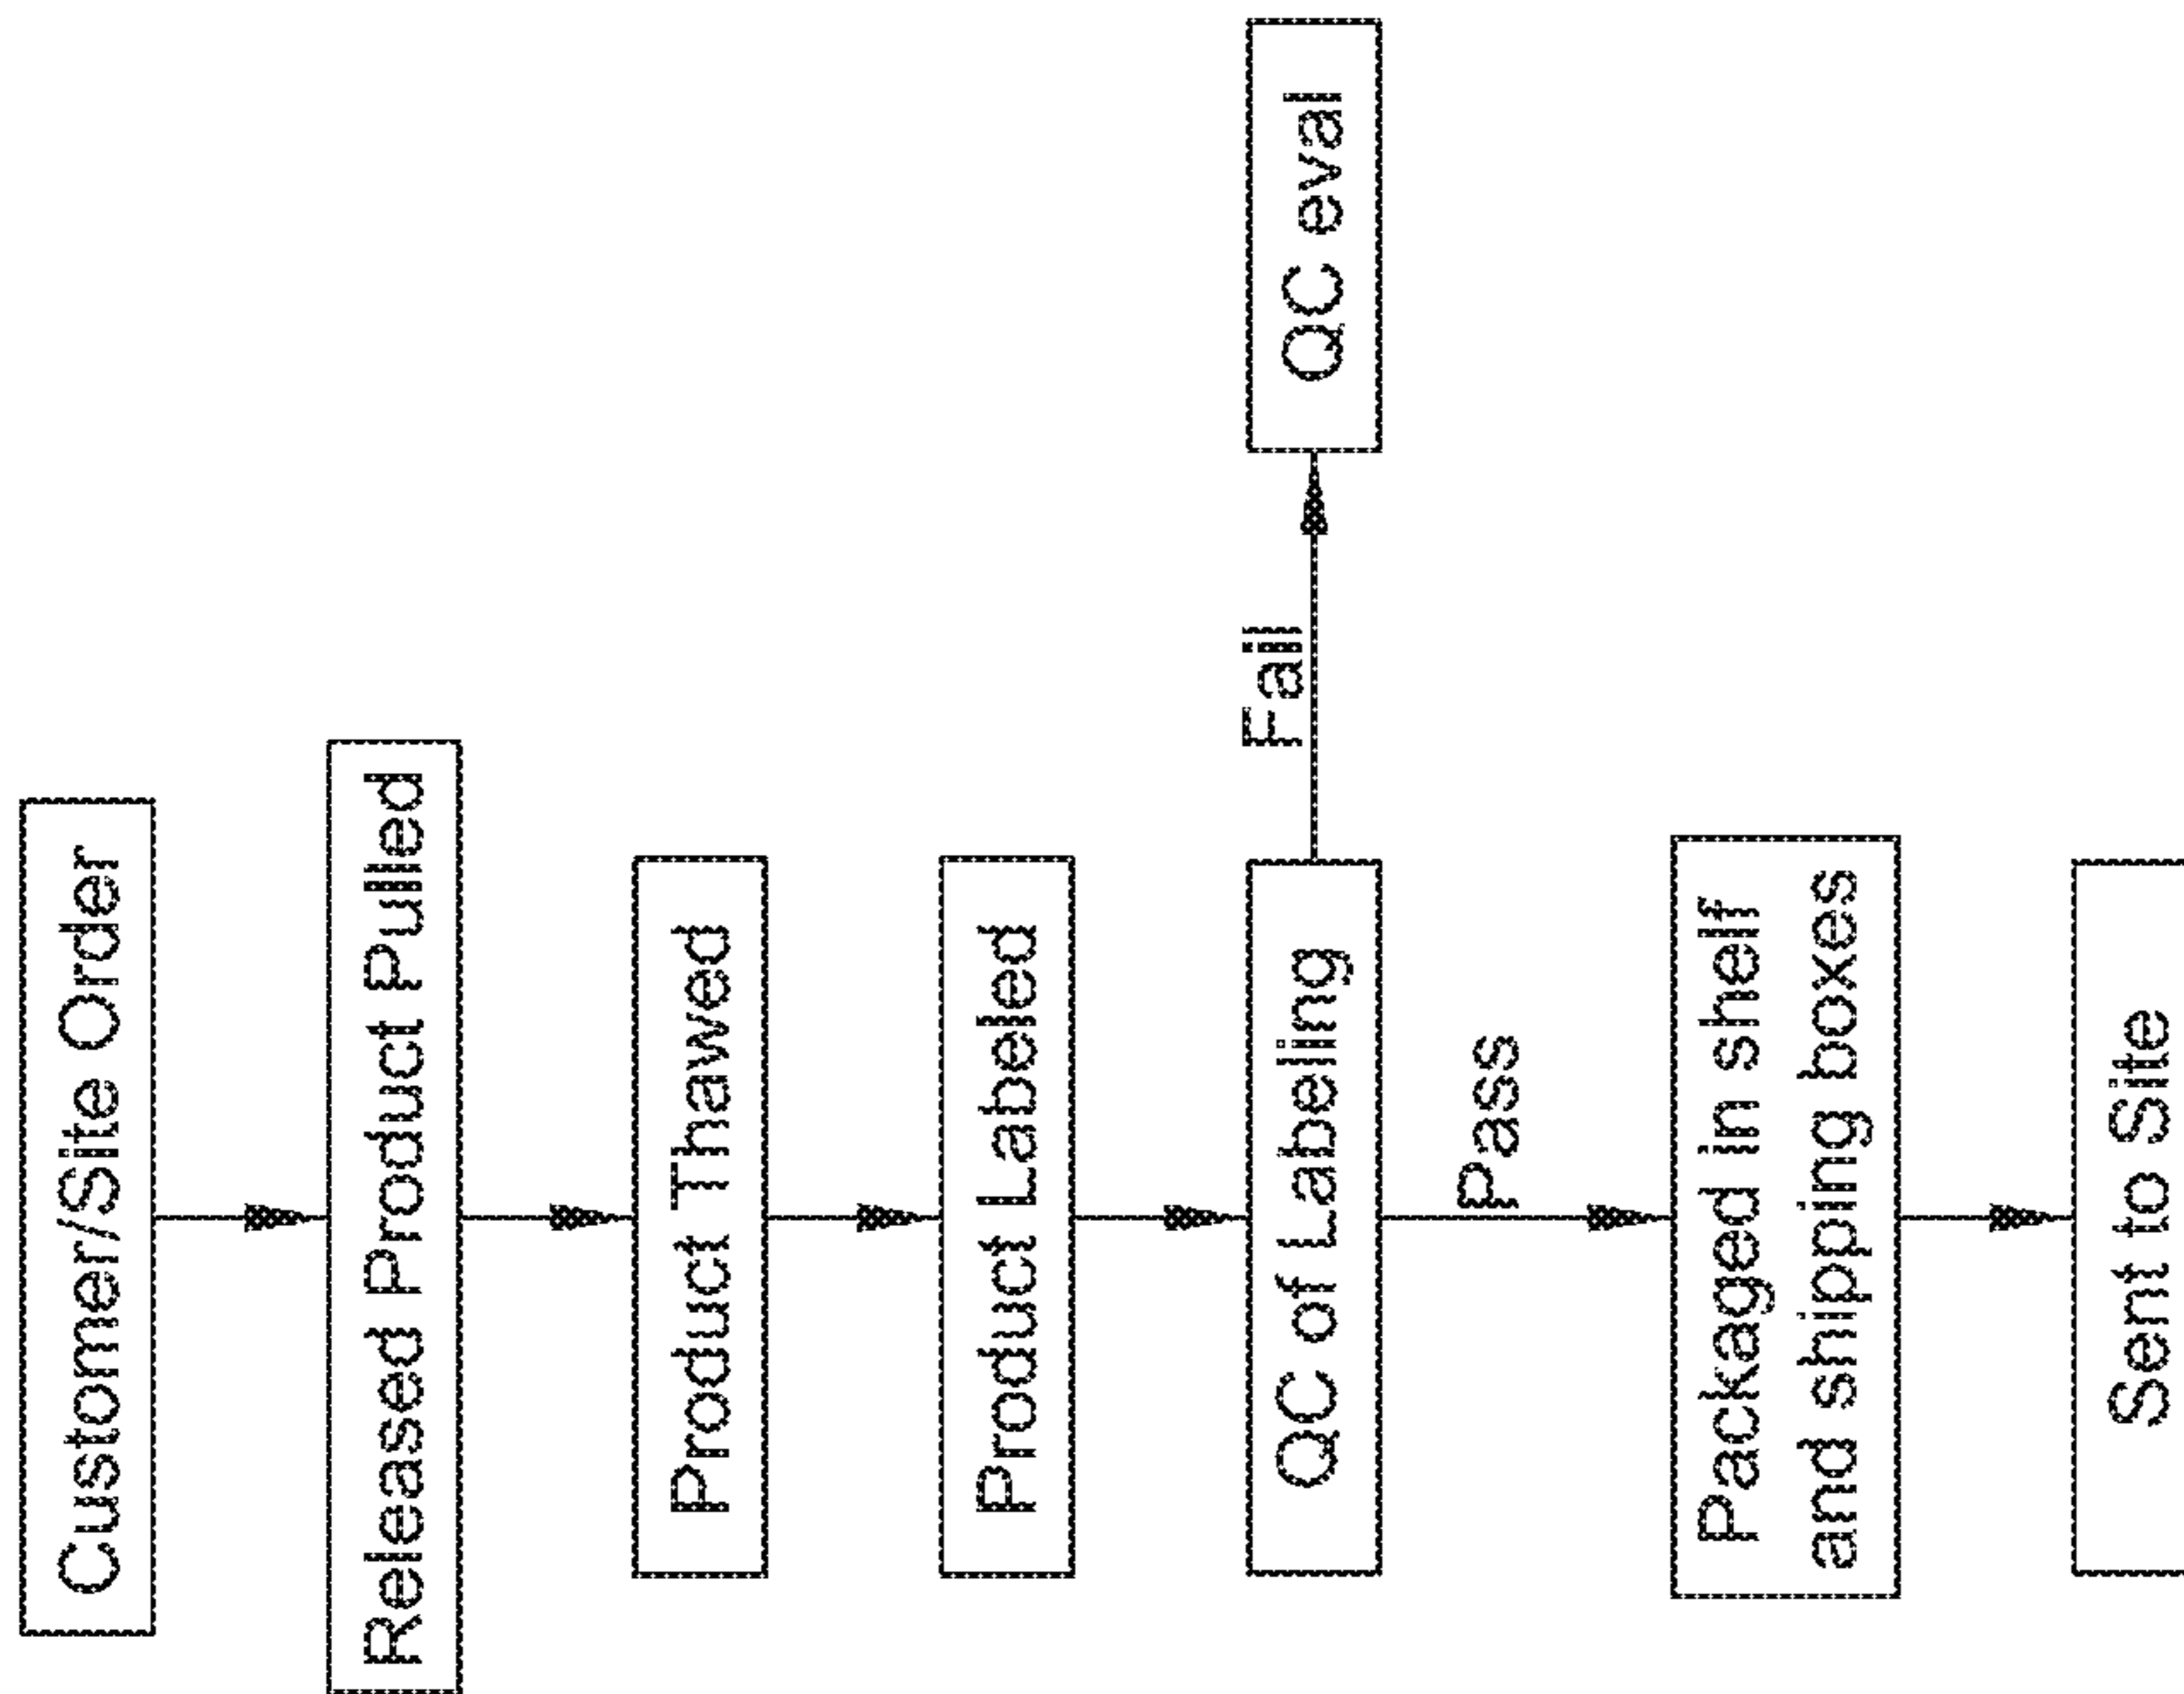 Customer/Site Order
Released Product Pulled
Product Thawed
Product Labeled
QC of Labeling
Fail
QC eval
Pass
Packaged in shelf
and shipping boxes
Sent to Site